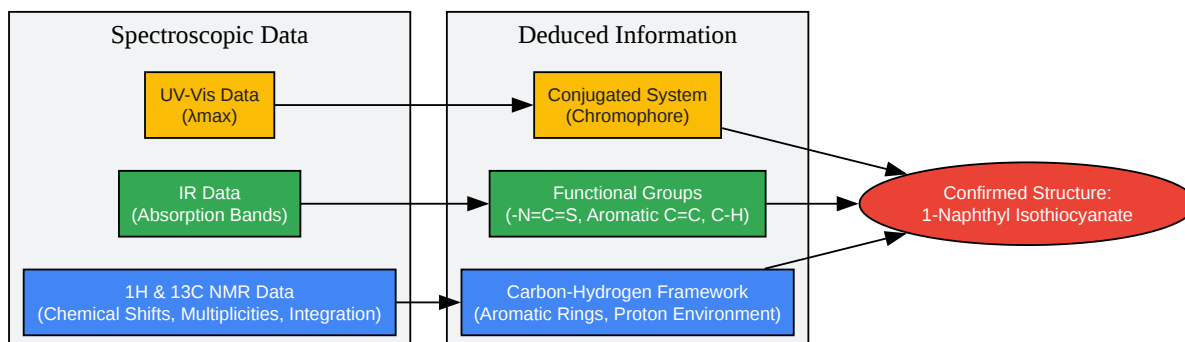 Spectroscopic Data
Deduced Information
UV-Vis Data
(λmax)
Conjugated System
(Chromophore)
IR Data
(Absorption Bands)
Functional Groups
(-N=C=S, Aromatic C=C, C-H)
Confirmed Structure:
1-Naphthyl Isothiocyanate
1H & 13C NMR Data
(Chemical Shifts, Multiplicities, Integration)
Carbon-Hydrogen Framework
(Aromatic Rings, Proton Environment)